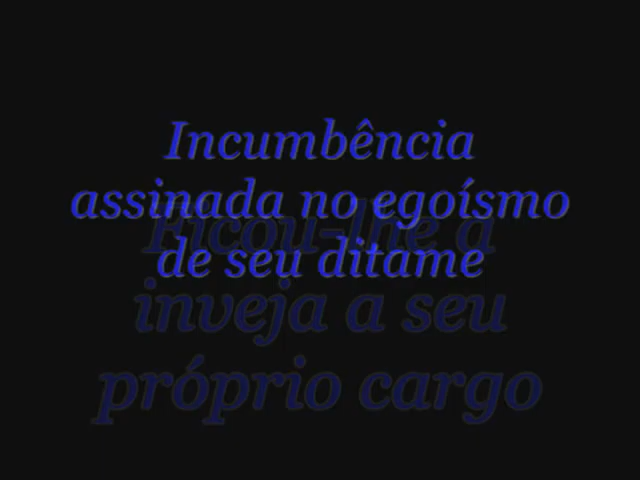 Incumbência
assinada no egoísmo
de seu ditame
Ficou-lhe a
inveja a seu
próprio cargo